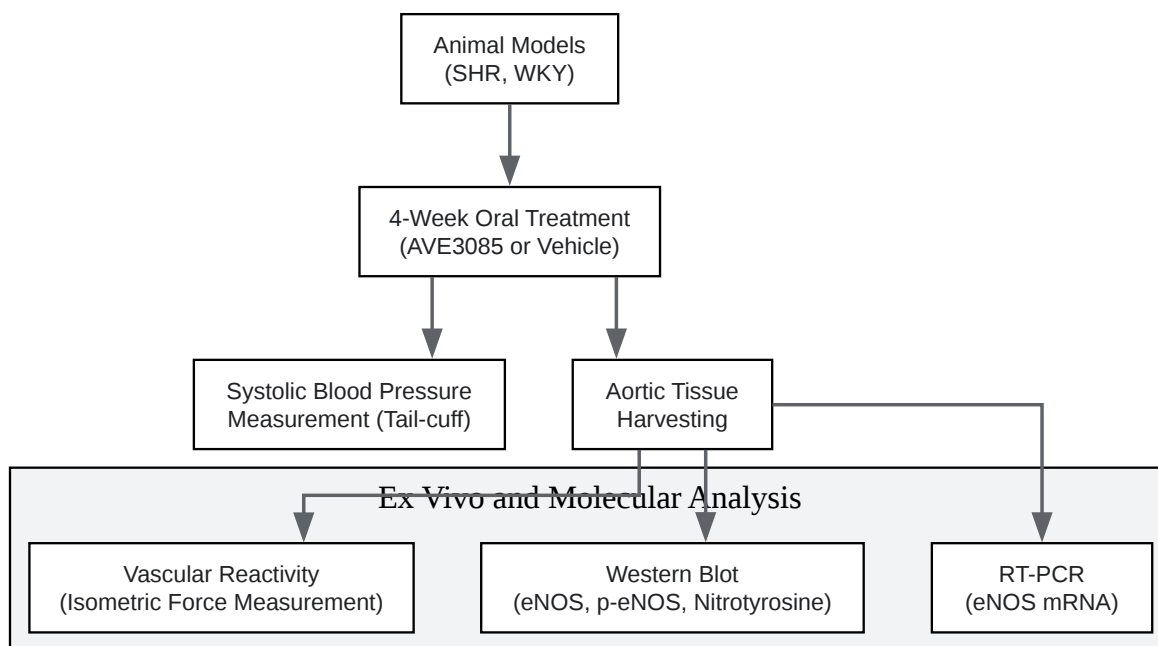 Animal Models
(SHR, WKY)
4-Week Oral Treatment
(AVE3085 or Vehicle)
Systolic Blood Pressure
Measurement (Tail-cuff)
Aortic Tissue
Harvesting
Ex Vivo and Molecular Analysis
Vascular Reactivity
(Isometric Force Measurement)
Western Blot
(eNOS, p-eNOS, Nitrotyrosine)
RT-PCR
(eNOS mRNA)